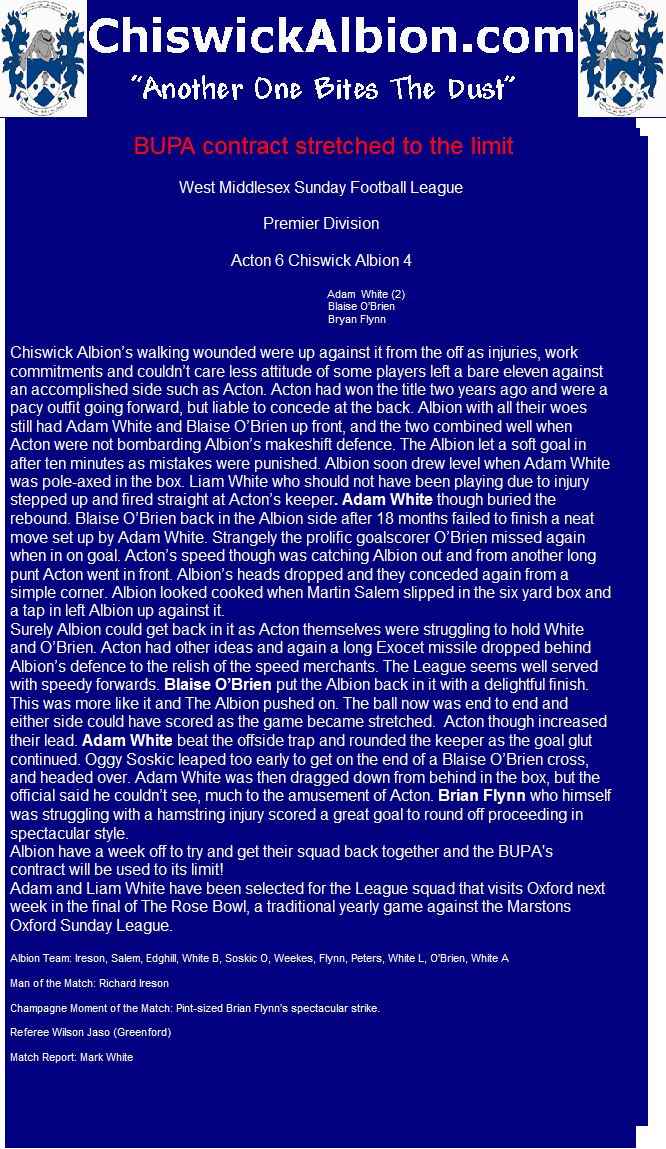 ChiswickAlbion.com
"Another One Bites The Dust"
BUPA contract stretched to the limit
West Middlesex Sunday Football League
Premier Division
Acton 6 Chiswick Albion 4
Adam  White (2)
Blaise O'Brien
Bryan Flynn
Chiswick Albion's walking wounded were up against it from the off as injuries, work
commitments and couldn't care less attitude of some players left a bare eleven against
an accomplished side such as Acton. Acton had won the title two years ago and were a
pacy outfit going forward, but liable to concede at the back. Albion with all their woes
still had Adam White and Blaise O'Brien up front, and the two combined well when
Acton were not bombarding Albion's makeshift defence. The Albion let a soft goal in
after ten minutes as mistakes were punished. Albion soon drew level when Adam White
was pole-axed in the box. Liam White who should not have been playing due to injury
stepped up and fired straight at Acton's keeper. Adam White though buried the
rebound. Blaise O'Brien back in the Albion side after 18 months failed to finish a neat
move set up by Adam White. Strangely the prolific goalscorer O'Brien missed again
when in on goal. Acton's speed though was catching Albion out and from another long
punt Acton went in front. Albion's heads dropped and they conceded again from a
simple corner. Albion looked cooked when Martin Salem slipped in the six yard box and
a tap in left Albion up against it.
Surely Albion could get back in it as Acton themselves were struggling to hold White
and O'Brien. Acton had other ideas and again a long Exocet missile dropped behind
Albion's defence to the relish of the speed merchants. The League seems well served
with speedy forwards. Blaise O'Brien put the Albion back in it with a delightful finish.
This was more like it and The Albion pushed on. The ball now was end to end and
either side could have scored as the game became stretched.  Acton though increased
their lead. Adam White beat the offside trap and rounded the keeper as the goal glut
continued. Oggy Soskic leaped too early to get on the end of a Blaise O'Brien cross,
and headed over. Adam White was then dragged down from behind in the box, but the
official said he couldn't see, much to the amusement of Acton. Brian Flynn who himself
was struggling with a hamstring injury scored a great goal to round off proceeding in
spectacular style.
Albion have a week off to try and get their squad back together and the BUPA's
contract will be used to its limit!
Adam and Liam White have been selected for the League squad that visits Oxford next
week in the final of The Rose Bowl, a traditional yearly game against the Marstons
Oxford Sunday League.
Albion Team: Ireson, Salem, Edghill, White B, Soskic O, Weekes, Flynn, Peters, White L, O'Brien, White A
Man of the Match: Richard Ireson
Champagne Moment of the Match: Pint-sized Brian Flynn's spectacular strike.
Referee Wilson Jaso (Greenford)
Match Report: Mark White